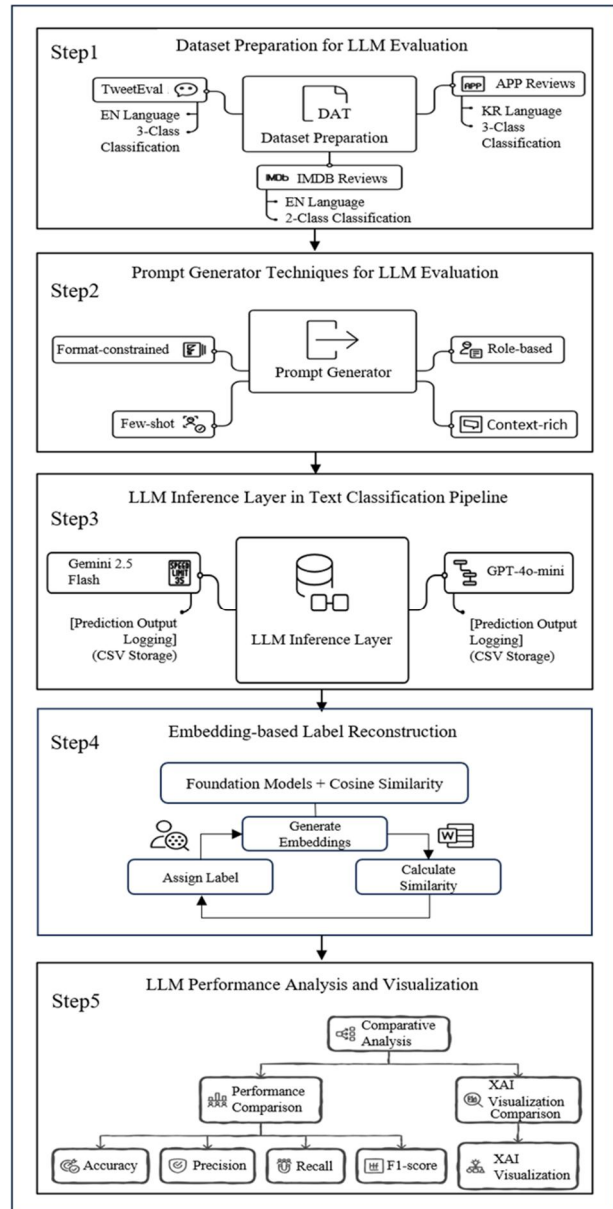 Step1
Dataset Preparation for LLM Evaluation
TweetEval
EN Language
3-Class
Classification
DAT
Dataset Preparation
APP
APP Reviews
KR Language
3-Class
Classification
IMDb
IMDB Reviews
EN Language
2-Class Classification
Prompt Generator Techniques for LLM Evaluation
Step2
Format-constrained
Prompt Generator
Role-based
Few-shot
Context-rich
LLM Inference Layer in Text Classification Pipeline
Step3
Gemini 2.5
Flash
SPEED
LIMIT
35
[Prediction Output
Logging]
(CSV Storage)
LLM Inference Layer
GPT-4o-mini
[Prediction Output
Logging]
(CSV Storage)
Step4
Embedding-based Label Reconstruction
Foundation Models + Cosine Similarity
Generate
Embeddings
W
Assign Label
Calculate
Similarity
LLM Performance Analysis and Visualization
Step5
Comparative
Analysis
Performance
Comparison
XAI
Visualization
Comparison
Accuracy
Precision
Recall
F1-score
XAI
Visualization